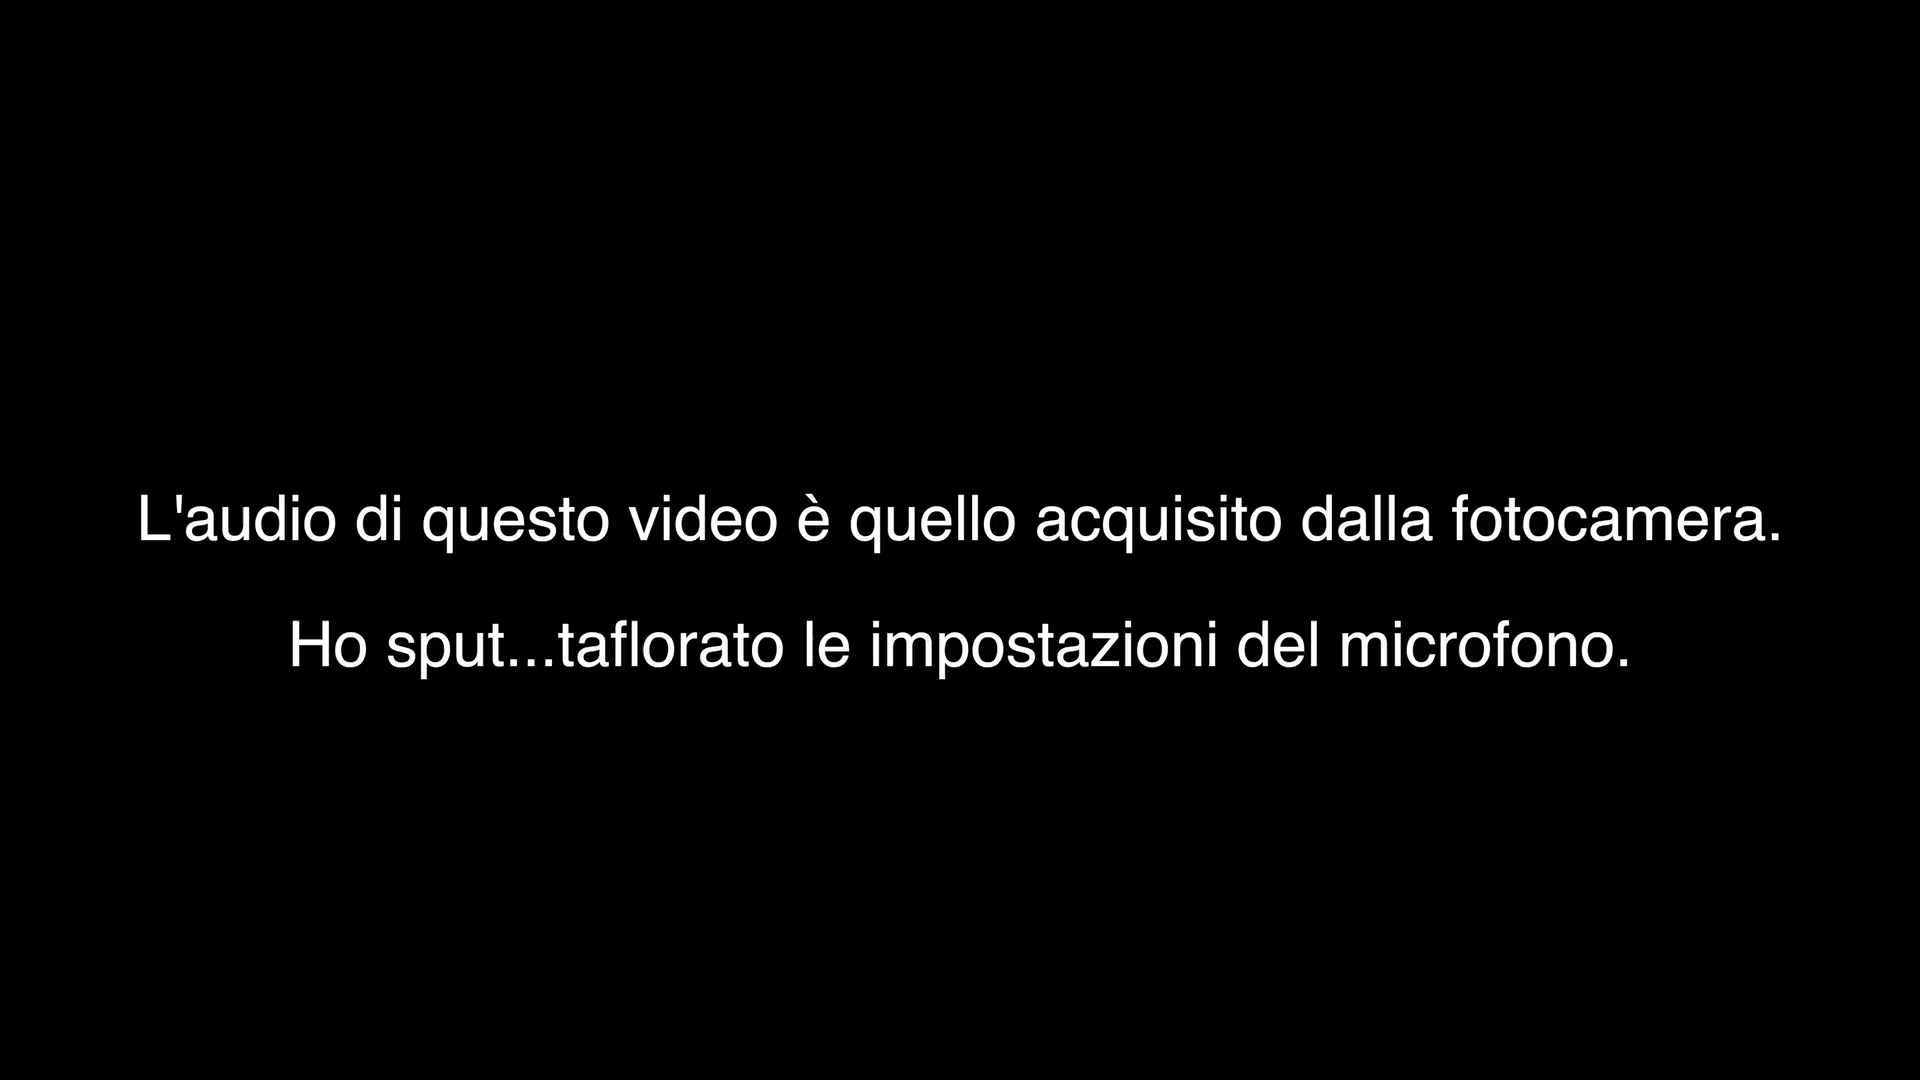 L'audio di questo video è quello acquisito dalla fotocamera.
Ho sput...taflorato le impostazioni del microfono.